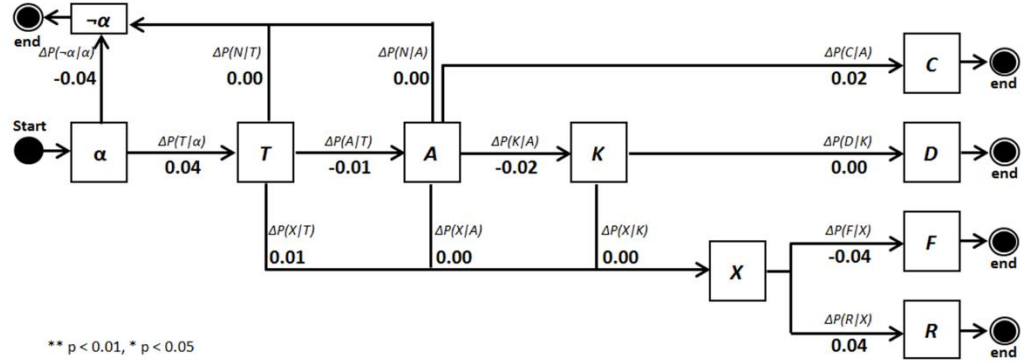 ¬α
end
ΔP(¬α|α)
-0.04
ΔP(N|T)
0.00
ΔP(N|A)
0.00
ΔP(C|A)
0.02
C
end
Start
α
ΔP(T|α)
0.04
T
ΔP(A|T)
-0.01
A
ΔP(K|A)
-0.02
K
ΔP(D|K)
0.00
D
end
ΔP(X|T)
0.01
ΔP(X|A)
0.00
ΔP(X|K)
0.00
X
ΔP(F|X)
-0.04
F
end
ΔP(R|X)
0.04
R
end
** p < 0.01, * p < 0.05